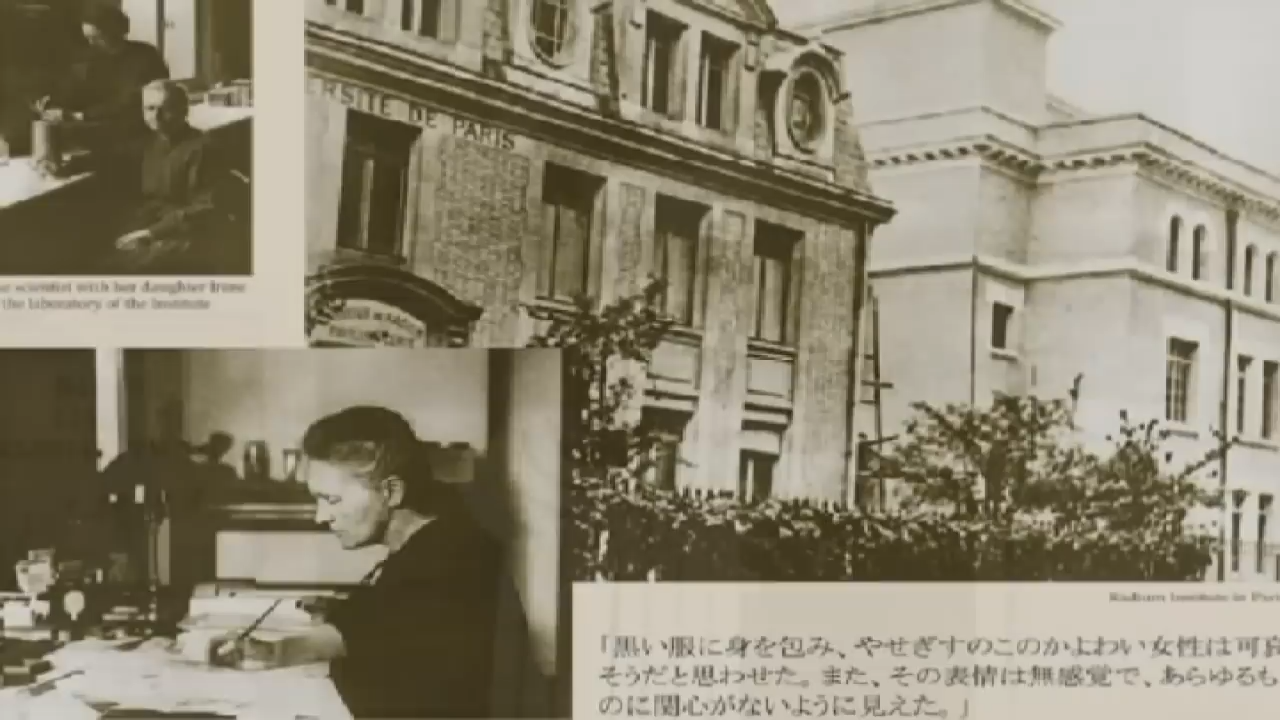 ERSITE DE PARIS
scientist with her daughter Irene
the laboratory of the Institute
Radium Institute in
「黒い服に身を包み、やせぎすのこのかよわい女性は可哀
そうだと思わせた。また、その表情は無感覚で、あらゆるも
のに関心がないように見えた。」